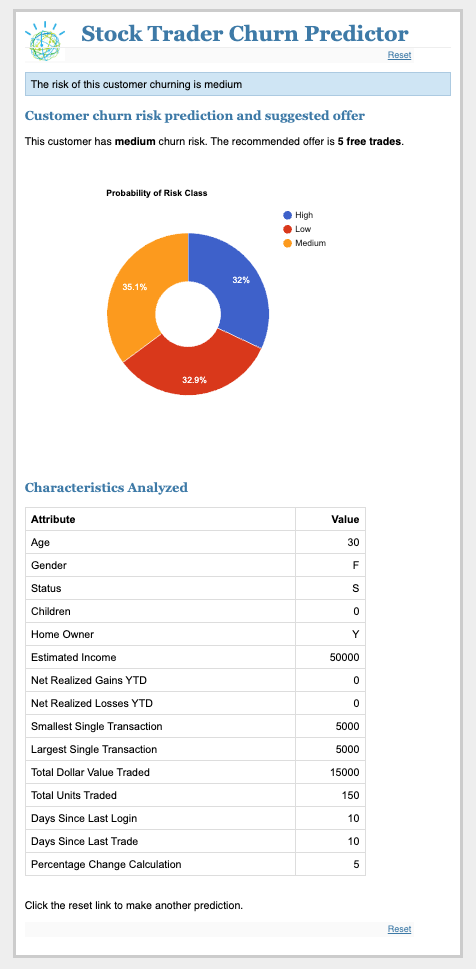 Stock Trader Churn Predictor
Reset
The risk of this customer churning is medium
Customer churn risk prediction and suggested offer
This customer has medium churn risk. The recommended offer is 5 free trades.
Probability of Risk Class
High
Low
Medium
35.1%
32%
32.9%
Characteristics Analyzed
Attribute Value
Age 30
Gender F
Status S
Children 0
Home Owner Y
Estimated Income 50000
Net Realized Gains YTD 0
Net Realized Losses YTD 0
Smallest Single Transaction 5000
Largest Single Transaction 5000
Total Dollar Value Traded 15000
Total Units Traded 150
Days Since Last Login 10
Days Since Last Trade 10
Percentage Change Calculation 5
Click the reset link to make another prediction.
Reset